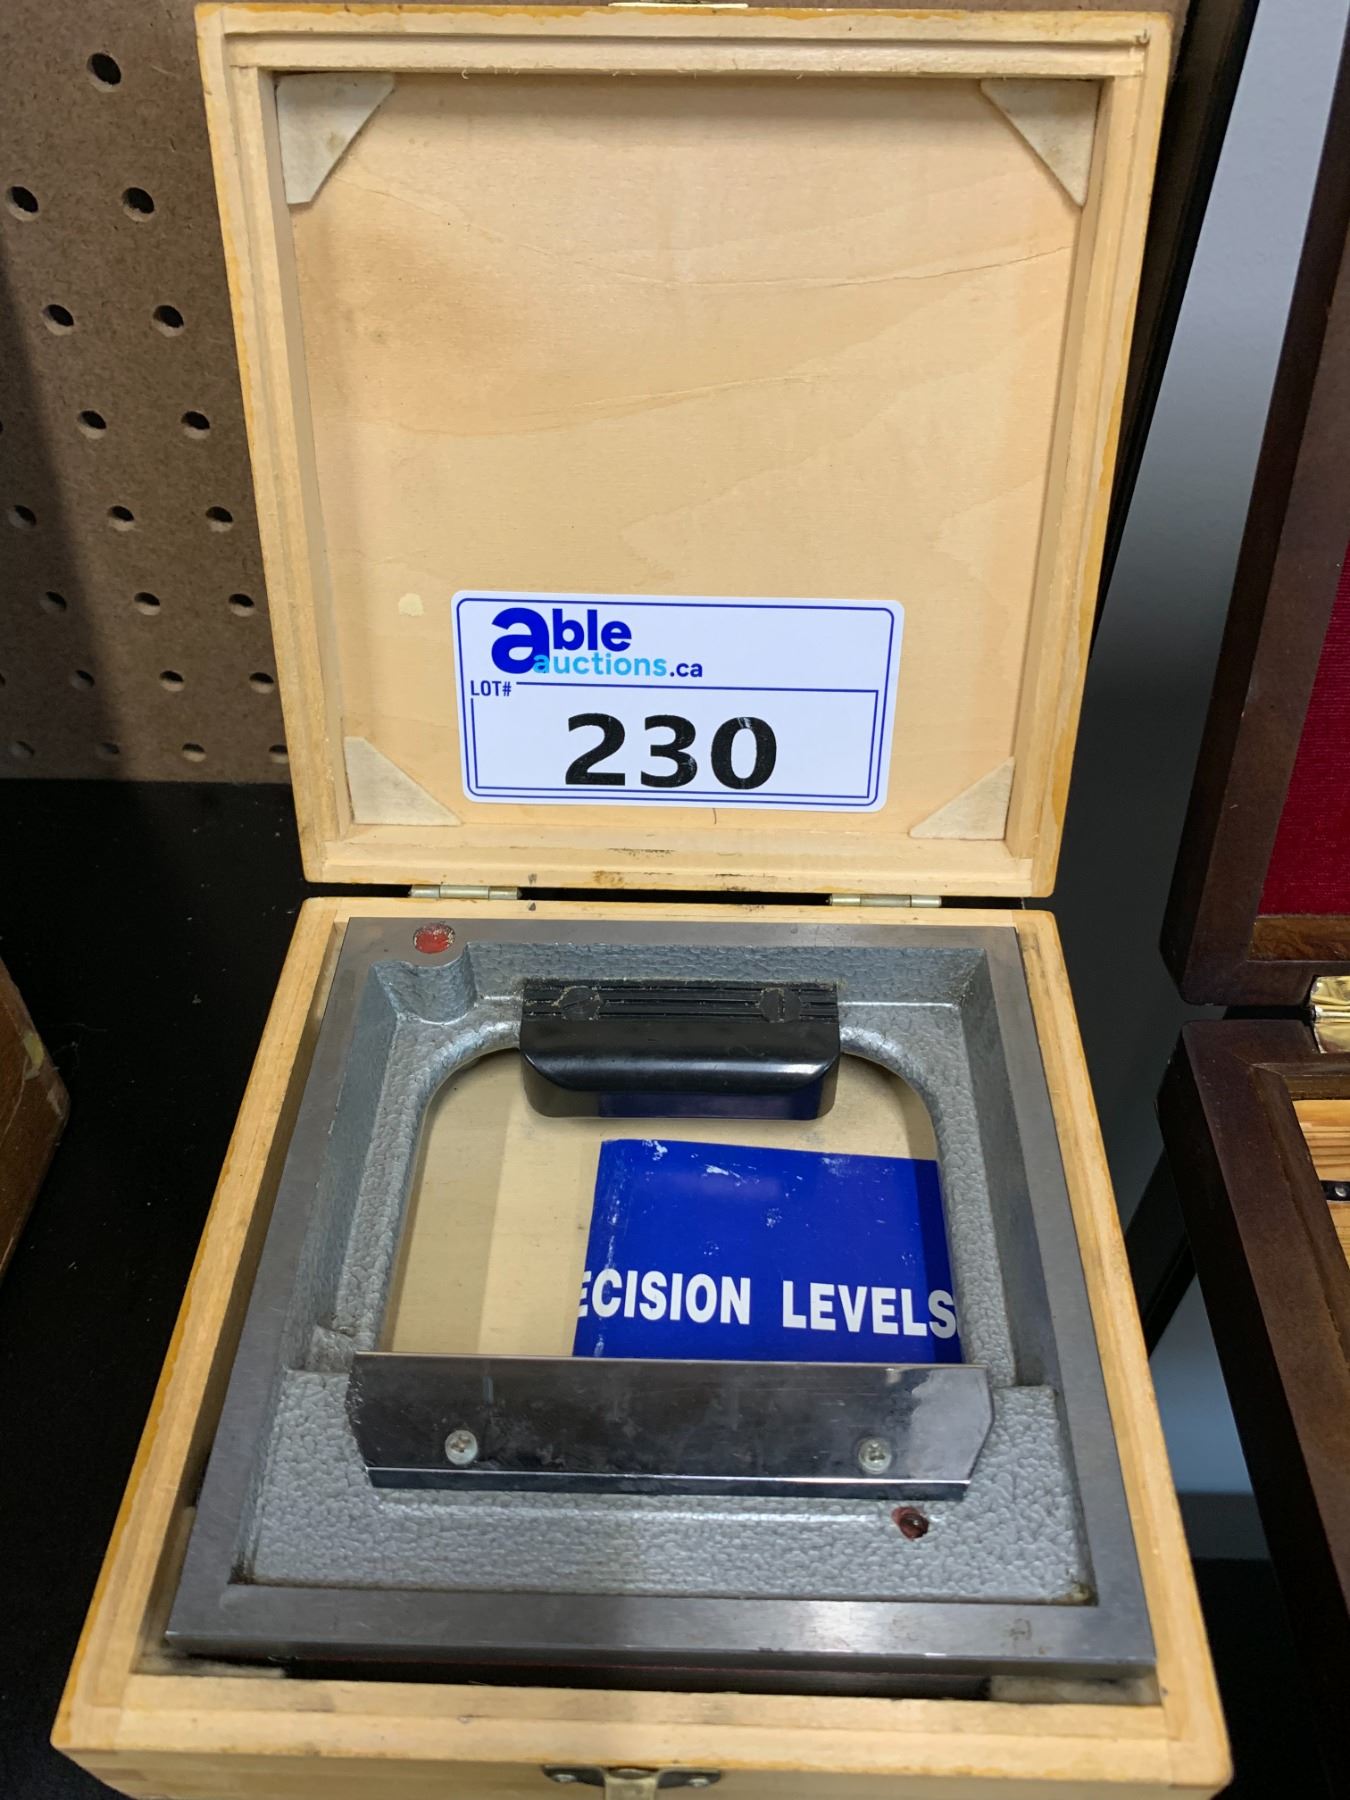 able
auctions.ca
LOT#
230
ECISION LEVELS